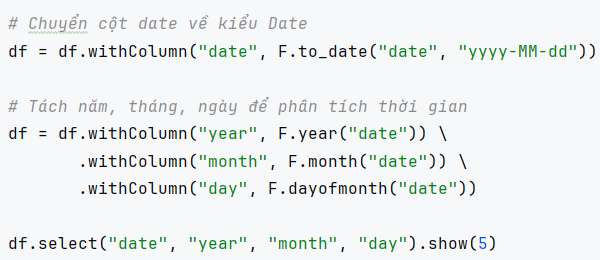 # Chuyển cột date về kiểu Date
df = df.withColumn("date", F.to_date("date", "yyyy-MM-dd"))
# Tách năm, tháng, ngày để phân tích thời gian
df = df.withColumn("year", F.year("date")) \
.withColumn("month", F.month("date")) \
.withColumn("day", F.dayofmonth("date"))
df.select("date", "year", "month", "day").show(5)